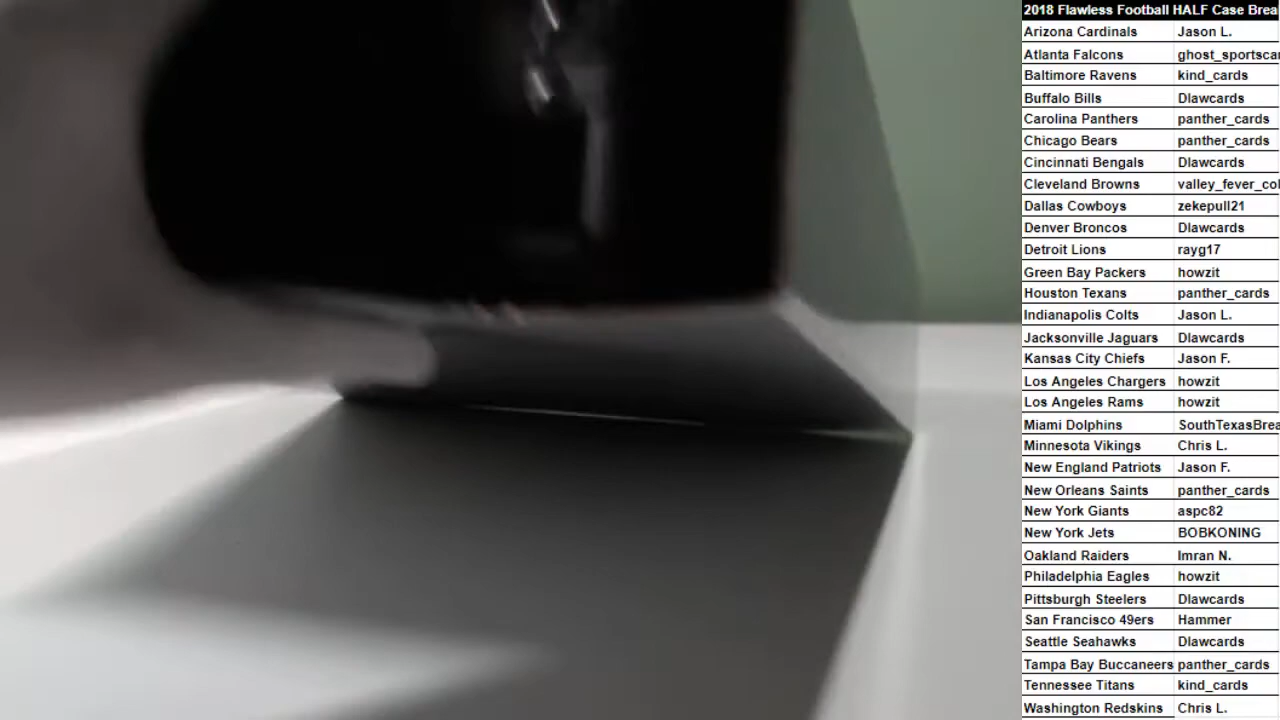 2018 Flawless Football HALF Case Brea
Arizona Cardinals Jason L.
Atlanta Falcons ghost_sportsca
Baltimore Ravens kind_cards
Buffalo Bills Dlawcards
Carolina Panthers panther_cards
Chicago Bears panther_cards
Cincinnati Bengals Dlawcards
Cleveland Browns valley_fever_col
Dallas Cowboys zekepull21
Denver Broncos Dlawcards
Detroit Lions rayg17
Green Bay Packers howzit
Houston Texans panther_cards
Indianapolis Colts Jason L.
Jacksonville Jaguars Dlawcards
Kansas City Chiefs Jason F.
Los Angeles Chargers howzit
Los Angeles Rams howzit
Miami Dolphins SouthTexasBrea
Minnesota Vikings Chris L.
New England Patriots Jason F.
New Orleans Saints panther_cards
New York Giants aspc82
New York Jets BOBKONING
Oakland Raiders Imran N.
Philadelphia Eagles howzit
Pittsburgh Steelers Dlawcards
San Francisco 49ers Hammer
Seattle Seahawks Dlawcards
Tampa Bay Buccaneers panther_cards
Tennessee Titans kind_cards
Washington Redskins Chris L.